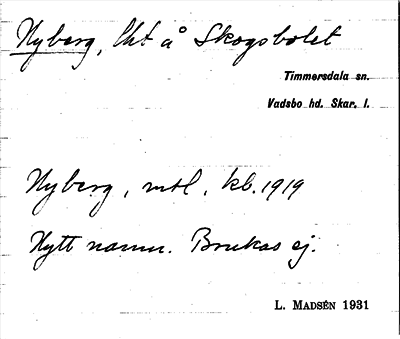 Nyberg, lht å Skogsbolet
Timmersdala sn.
Vadsbo hd. Skar. l.
Nyberg, mtl, kb. 1919
Nytt namn. Brukas ej.
L. Madsén 1931